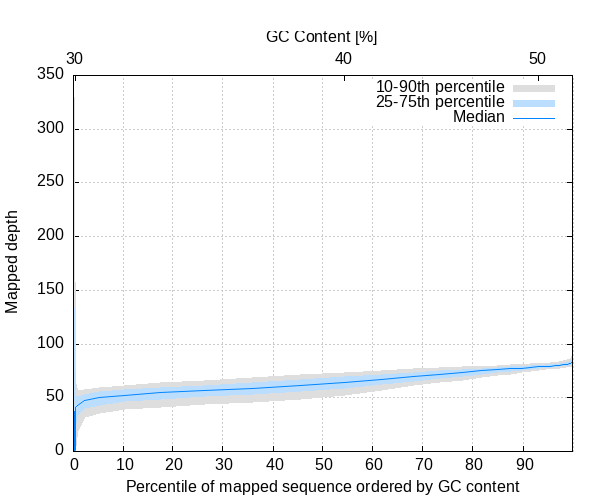 GC Content [%]
30 40 50
350
300
250
200
150
100
50
0
10-90th percentile
25-75th percentile
Median
Mapped depth
0 10 20 30 40 50 60 70 80 90
Percentile of mapped sequence ordered by GC content